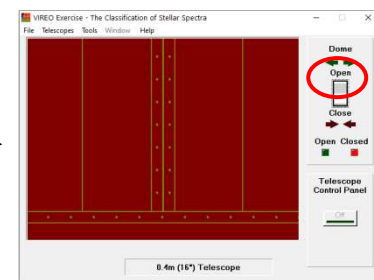 VIREO Exercise - The Classification of Stellar Spectra
File Telescopes Tools Window Help
Dome
Open
Close
Open Closed
Telescope
Control Panel
Off
0.4m (16") Telescope